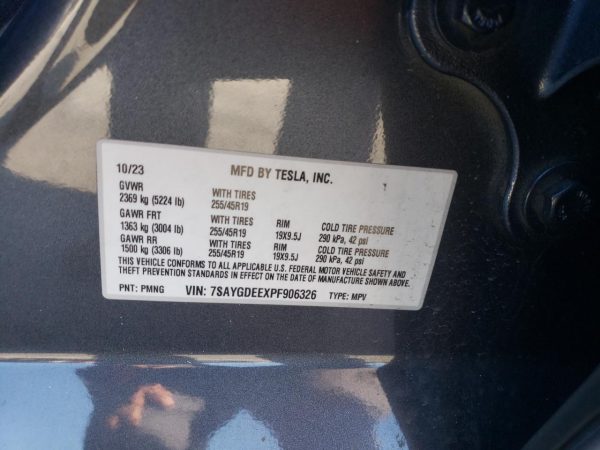 10/23 MFD BY TESLA, INC.
GVWR
2369 kg (5224 lb) WITH TIRES 255/45R19
GAWR FRT
1363 kg (3004 lb) WITH TIRES 255/45R19 RIM 19X9.5J COLD TIRE PRESSURE 290 kPa, 42 psi
GAWR RR
1500 kg (3306 lb) WITH TIRES 255/45R19 RIM 19X9.5J COLD TIRE PRESSURE 290 kPa, 42 psi
THIS VEHICLE CONFORMS TO ALL APPLICABLE U.S. FEDERAL MOTOR VEHICLE SAFETY AND
THEFT PREVENTION STANDARDS IN EFFECT ON THE DATE OF MANUFACTURE SHOWN ABOVE.
PNT: PMNG VIN: 7SAYGDEEXPF906326 TYPE: MPV